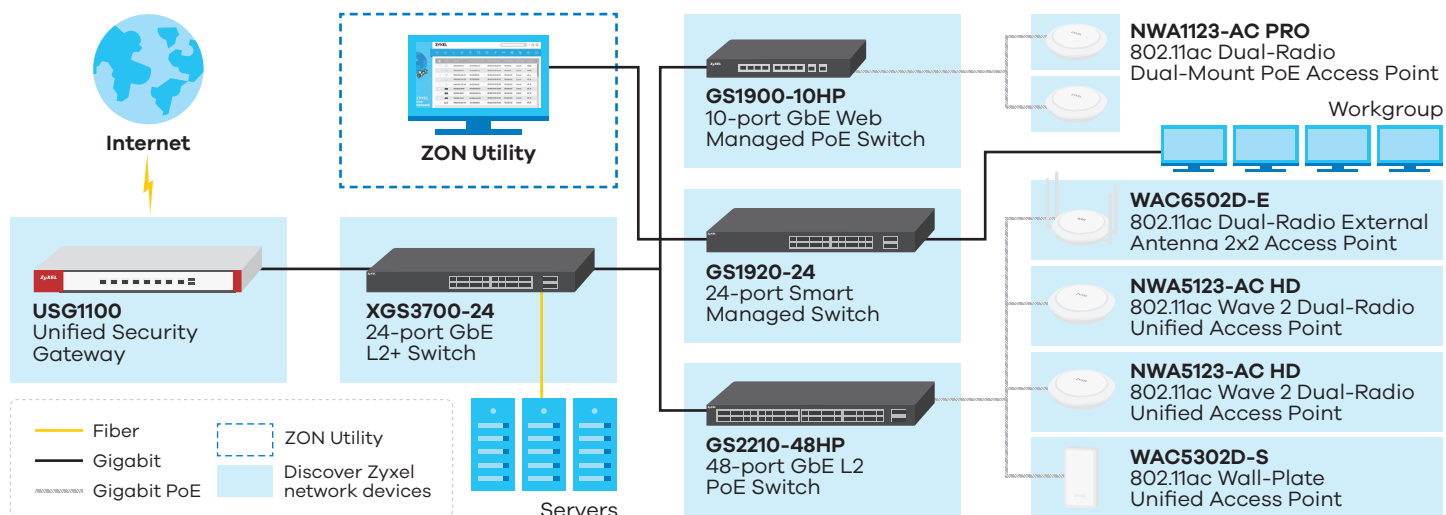 Internet
ZON Utility
USG1100
Unified Security
Gateway
XGS3700-24
24-port GbE
L2+ Switch
Servers
GS1900-10HP
10-port GbE Web
Managed PoE Switch
GS1920-24
24-port Smart
Managed Switch
GS2210-48HP
48-port GbE L2
PoE Switch
NWA1123-AC PRO
802.11ac Dual-Radio
Dual-Mount PoE Access Point
Workgroup
WAC6502D-E
802.11ac Dual-Radio External
Antenna 2x2 Access Point
NWA5123-AC HD
802.11ac Wave 2 Dual-Radio
Unified Access Point
NWA5123-AC HD
802.11ac Wave 2 Dual-Radio
Unified Access Point
WAC5302D-S
802.11ac Wall-Plate
Unified Access Point
Fiber
Gigabit
Gigabit PoE
ZON Utility
Discover Zyxel
network devices
ZYXEL
ZyXEL